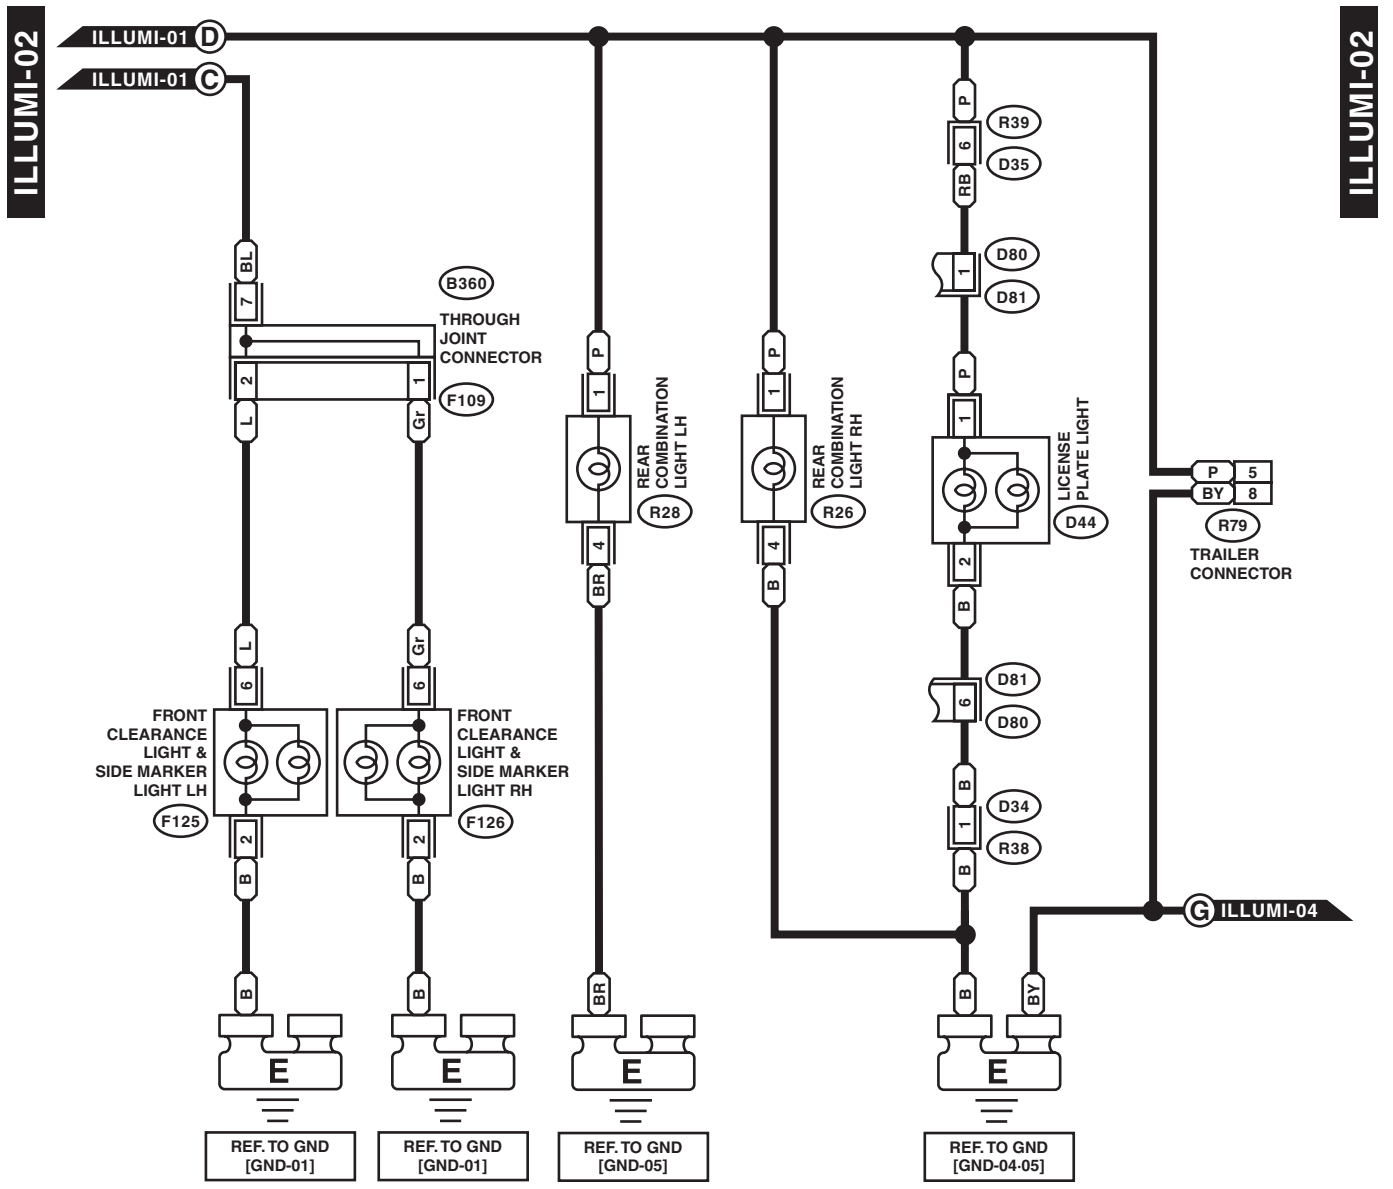 ILLUMI-02
ILLUMI-02
ILLUMI-01 D
ILLUMI-01 C
BL
7
B360
THROUGH
JOINT
CONNECTOR
2
1
F109
L
Gr
L
Gr
6
6
FRONT
CLEARANCE
LIGHT &
SIDE MARKER
LIGHT LH
F125
FRONT
CLEARANCE
LIGHT &
SIDE MARKER
LIGHT RH
F126
2
2
B
B
B
B
E
E
REF. TO GND
[GND-01]
REF. TO GND
[GND-01]
P
1
REAR
COMBINATION
LIGHT LH
R28
4
BR
BR
E
REF. TO GND
[GND-05]
P
1
REAR
COMBINATION
LIGHT RH
R26
4
B
P
6
R39
D35
RB
1
D80
D81
P
1
LICENSE
PLATE LIGHT
D44
2
B
6
D81
D80
B
1
D34
R38
B
B
BY
E
REF. TO GND
[GND-04·05]
P 5
BY 8
R79
TRAILER
CONNECTOR
G ILLUMI-04